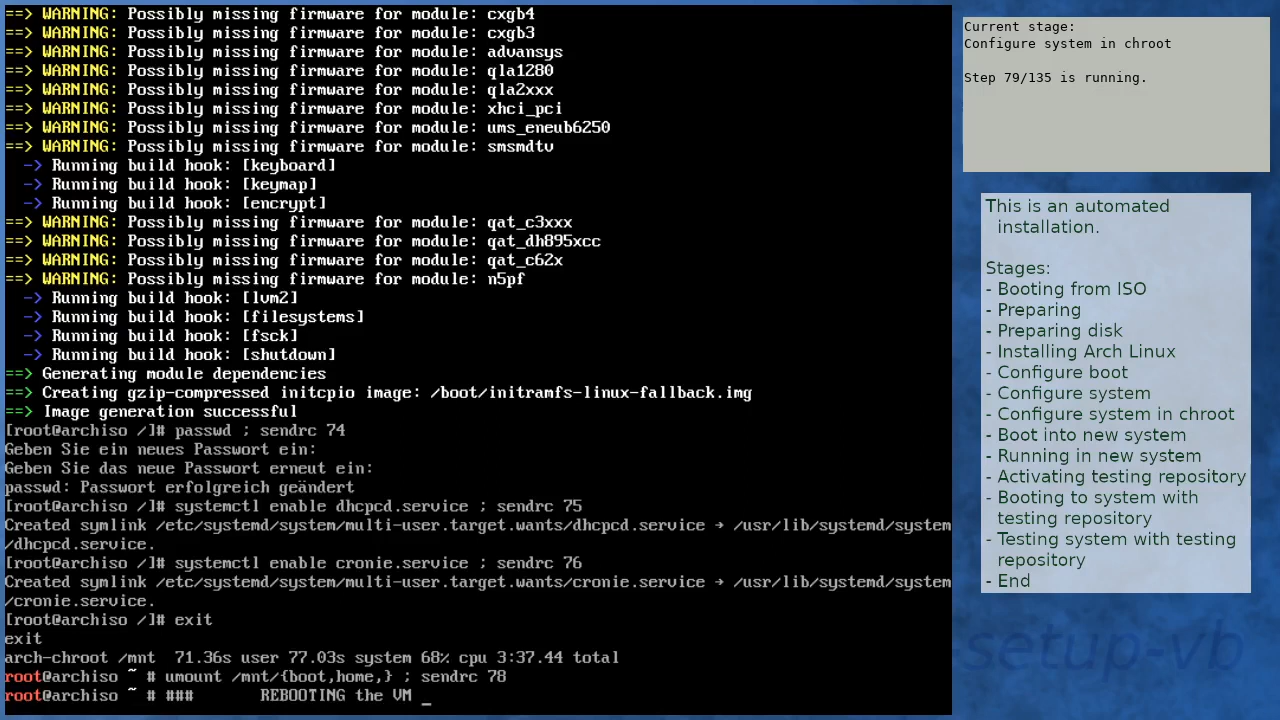 ==> WARNING: Possibly missing firmware for module: cxgb4
==> WARNING: Possibly missing firmware for module: cxgb3
==> WARNING: Possibly missing firmware for module: advansys
==> WARNING: Possibly missing firmware for module: qla1280
==> WARNING: Possibly missing firmware for module: qla2xxx
==> WARNING: Possibly missing firmware for module: xhci_pci
==> WARNING: Possibly missing firmware for module: ums_eneub6250
==> WARNING: Possibly missing firmware for module: smsmdtv
-> Running build hook: [keyboard]
-> Running build hook: [keymap]
-> Running build hook: [encrypt]
==> WARNING: Possibly missing firmware for module: qat_c3xxx
==> WARNING: Possibly missing firmware for module: qat_dh895xcc
==> WARNING: Possibly missing firmware for module: qat_c62x
==> WARNING: Possibly missing firmware for module: n5pf
-> Running build hook: [lvm2]
-> Running build hook: [filesystems]
-> Running build hook: [fsck]
-> Running build hook: [shutdown]
==> Generating module dependencies
==> Creating gzip-compressed initcpio image: /boot/initramfs-linux-fallback.img
==> Image generation successful
[root@archiso /]# passwd ; sendrc 74
Geben Sie ein neues Passwort ein:
Geben Sie das neue Passwort erneut ein:
passwd: Passwort erfolgreich geändert
[root@archiso /]# systemctl enable dhcpcd.service ; sendrc 75
Created symlink /etc/systemd/system/multi-user.target.wants/dhcpcd.service → /usr/lib/systemd/system
/dhcpcd.service.
[root@archiso /]# systemctl enable cronie.service ; sendrc 76
Created symlink /etc/systemd/system/multi-user.target.wants/cronie.service → /usr/lib/systemd/system
/cronie.service.
[root@archiso /]# exit
exit
arch-chroot /mnt  71.36s user 77.03s system 68% cpu 3:37.44 total
root@archiso ~ # umount /mnt/{boot,home,} ; sendrc 78
root@archiso ~ # ###       REBOOTING the VM _
Current stage:
Configure system in chroot
Step 79/135 is running.
This is an automated
installation.
Stages:
- Booting from ISO
- Preparing
- Preparing disk
- Installing Arch Linux
- Configure boot
- Configure system
- Configure system in chroot
- Boot into new system
- Running in new system
- Activating testing repository
- Booting to system with
testing repository
- Testing system with testing
repository
- End
-setup-vb